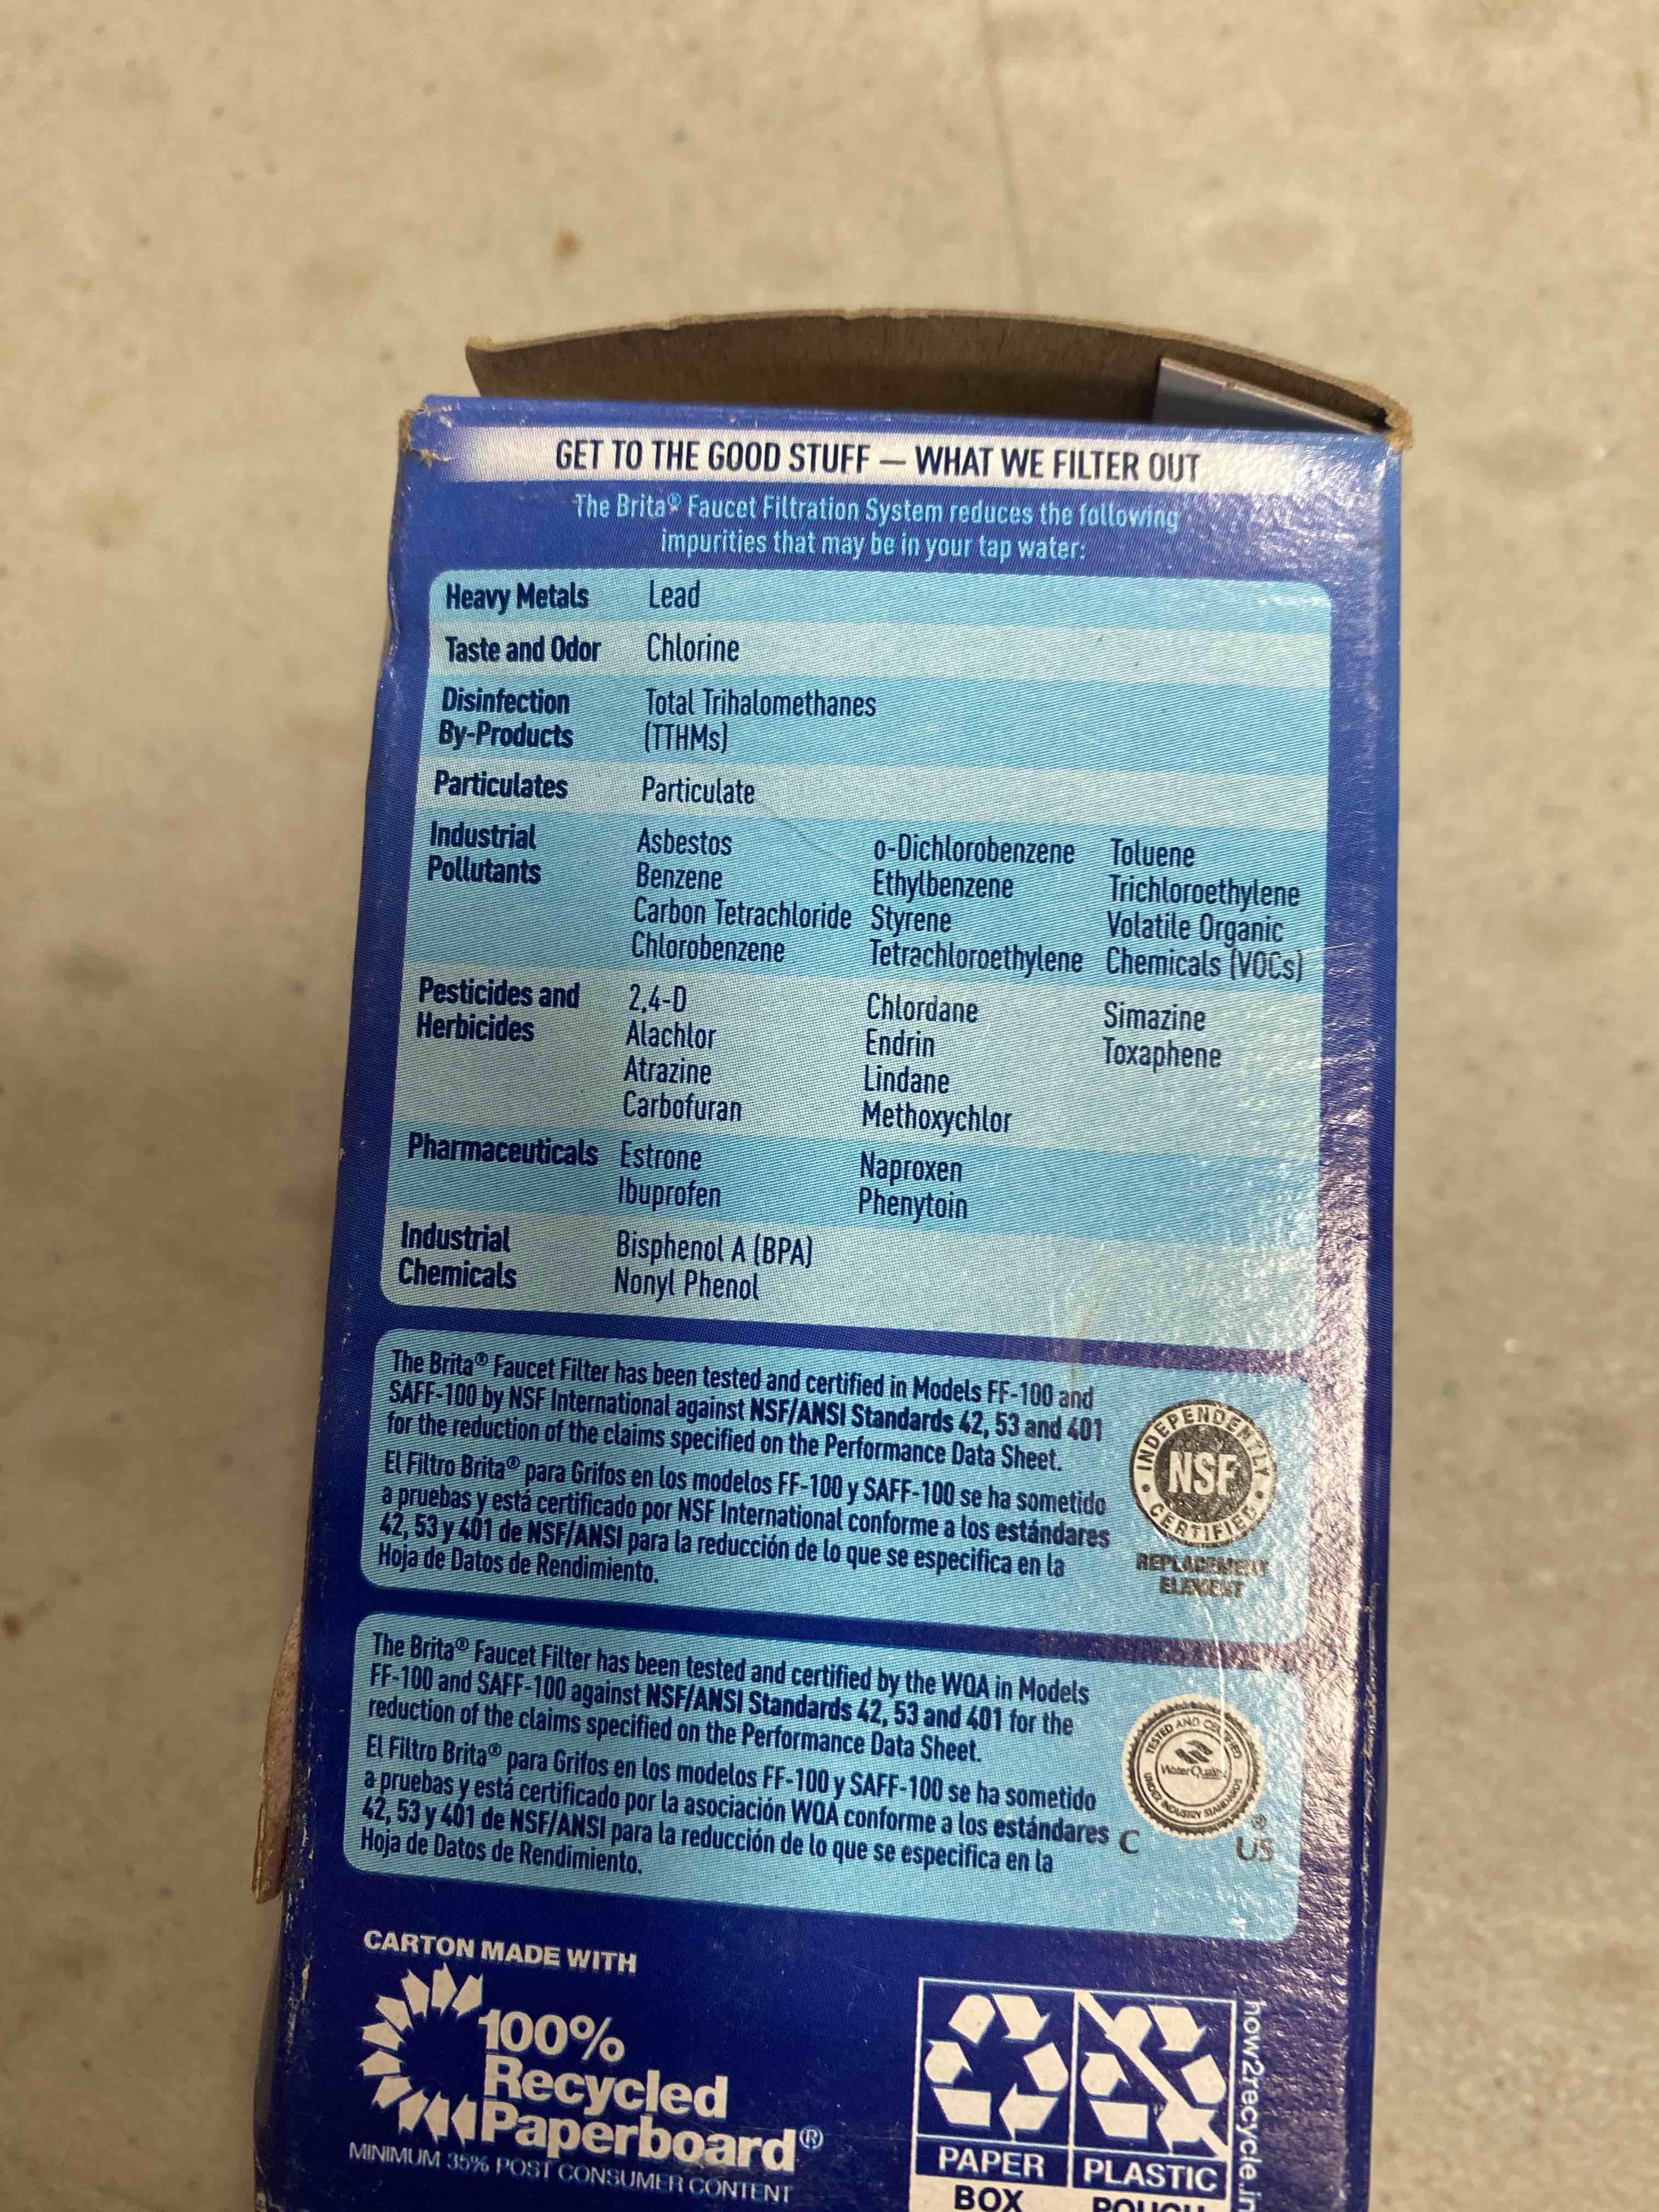 GET TO THE GOOD STUFF — WHAT WE FILTER OUT
The Brita® Faucet Filtration System reduces the following
impurities that may be in your tap water:
Heavy Metals Lead
Taste and Odor Chlorine
Disinfection Total Trihalomethanes
By-Products (TTHMs)
Particulates Particulate
Industrial Asbestos o-Dichlorobenzene Toluene
Pollutants Benzene Ethylbenzene Trichloroethylene
Carbon Tetrachloride Styrene Volatile Organic
Chlorobenzene Tetrachloroethylene Chemicals (VOCs)
Pesticides and 2,4-D Chlordane Simazine
Herbicides Alachlor Endrin Toxaphene
Atrazine Lindane
Carbofuran Methoxychlor
Pharmaceuticals Estrone Naproxen
Ibuprofen Phenytoin
Industrial Bisphenol A (BPA)
Chemicals Nonyl Phenol
The Brita® Faucet Filter has been tested and certified in Models FF-100 and
SAFF-100 by NSF International against NSF/ANSI Standards 42, 53 and 401
for the reduction of the claims specified on the Performance Data Sheet.
El Filtro Brita® para Grifos en los modelos FF-100 y SAFF-100 se ha sometido
a pruebas y está certificado por NSF International conforme a los estándares
42, 53 y 401 de NSF/ANSI para la reducción de lo que se especifica en la
Hoja de Datos de Rendimiento.
INDEPENDENTLY
NSF
CERTIFIED
REPLACEMENT
ELEMENT
The Brita® Faucet Filter has been tested and certified by the WQA in Models
FF-100 and SAFF-100 against NSF/ANSI Standards 42, 53 and 401 for the
reduction of the claims specified on the Performance Data Sheet.
El Filtro Brita® para Grifos en los modelos FF-100 y SAFF-100 se ha sometido
a pruebas y está certificado por la asociación WQA conforme a los estándares
42, 53 y 401 de NSF/ANSI para la reducción de lo que se especifica en la
Hoja de Datos de Rendimiento.
TESTED AND CERTIFIED
Water Quality
UNDER INDUSTRY STANDARDS
®
C US
CARTON MADE WITH
100%
Recycled
Paperboard®
MINIMUM 35% POST CONSUMER CONTENT
PAPER PLASTIC
BOX POUCH
how2recycle.in